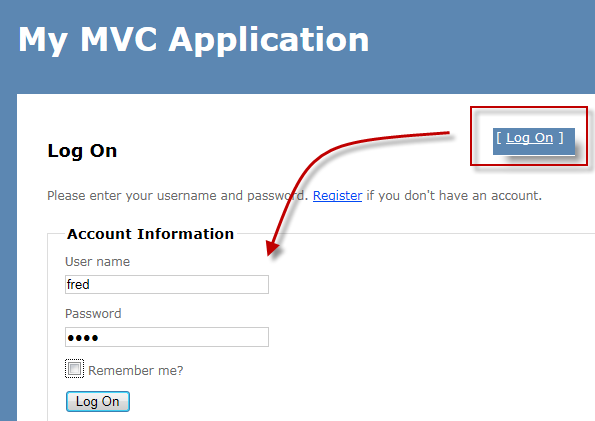 My MVC Application
[ Log On ]
Log On
Please enter your username and password. Register if you don't have an account.
Account Information
User name
fred
Password
••••
Remember me?
Log On